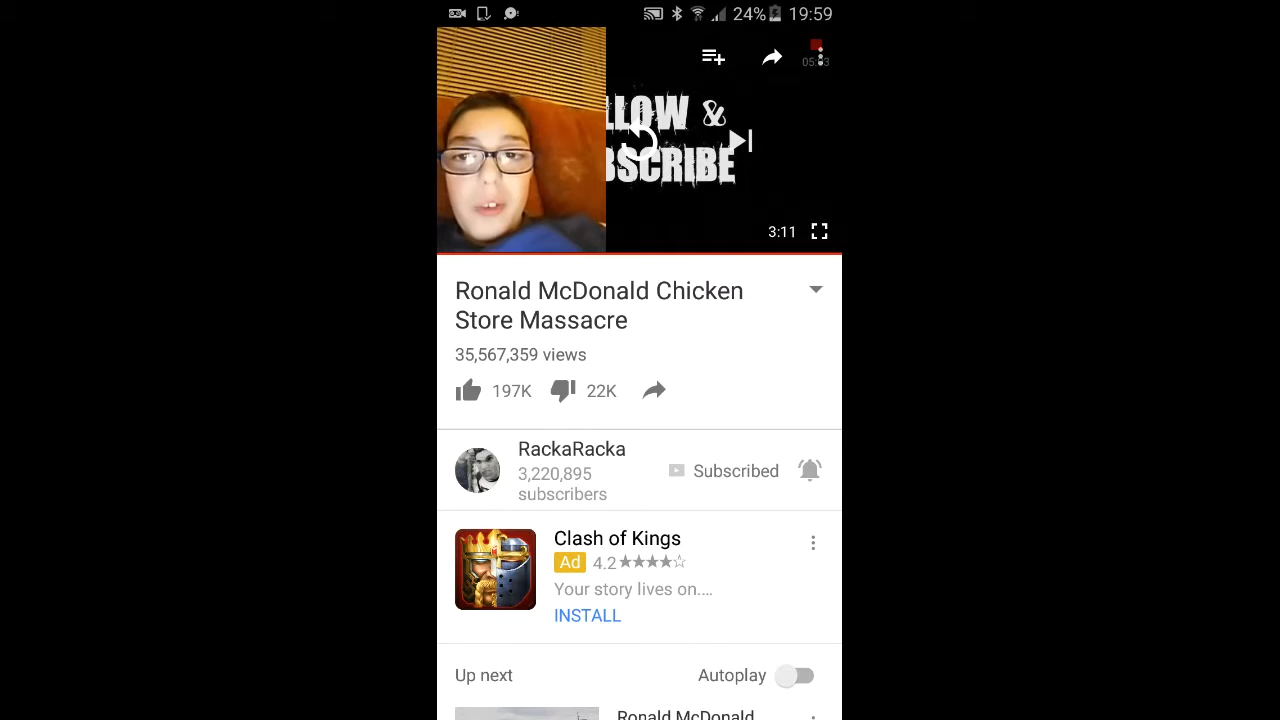 24% 19:59
05:
LLOW &
BSCRIBE
3:11
Ronald McDonald Chicken
Store Massacre
35,567,359 views
197K 22K
RackaRacka
3,220,895
subscribers
Subscribed
Clash of Kings
Ad 4.2
Your story lives on....
INSTALL
Up next Autoplay
Ronald McDonald